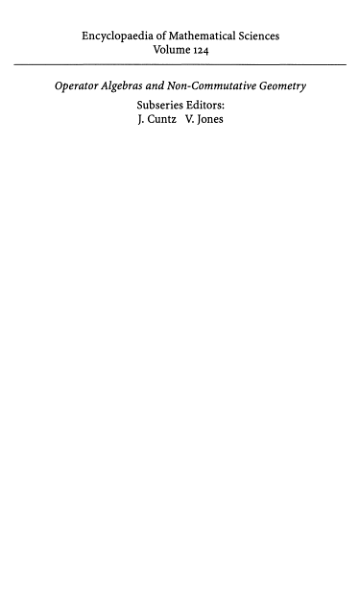 Encyclopaedia of Mathematical Sciences
Volume 124
Operator Algebras and Non-Commutative Geometry
Subseries Editors:
J. Cuntz V. Jones